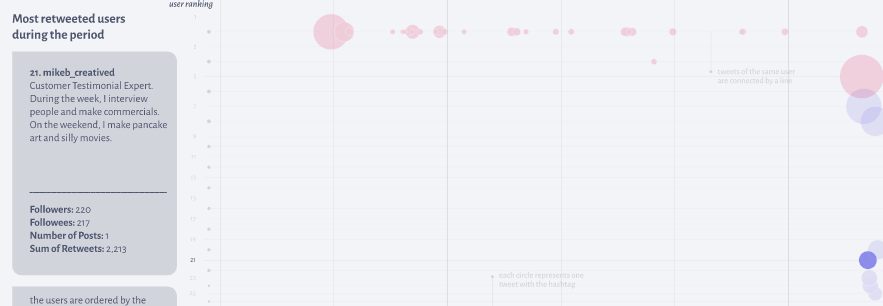 user ranking
Most retweeted users
during the period
21. mikeb_creatived
Customer Testimonial Expert.
During the week, I interview
people and make commercials.
On the weekend, I make pancake
art and silly movies.
Followers: 220
Followees: 217
Number of Posts: 1
Sum of Retweets: 2,213
the users are ordered by the
tweets of the same user
are connected by a line
21
each circle represents one
tweet with the hashtag